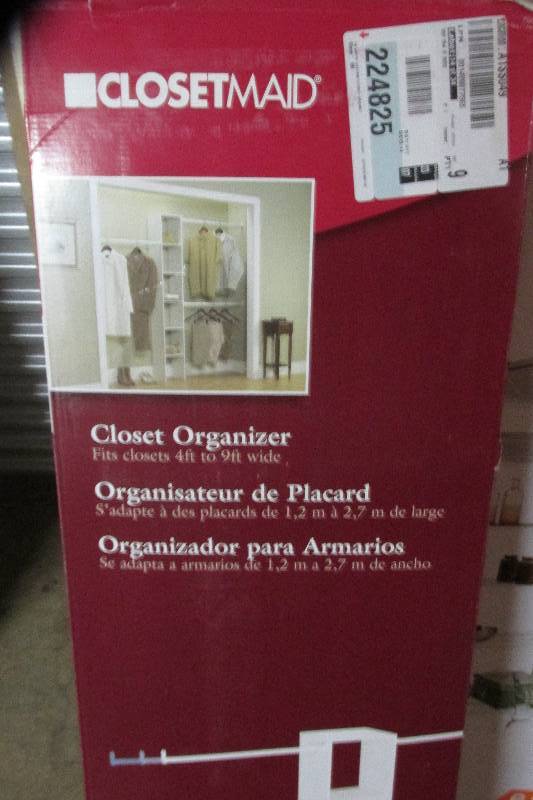 CLOSETMAID®
224825
Closet Organizer
Fits closets 4ft to 9ft wide
Organisateur de Placard
S'adapte à des placards de 1,2 m à 2,7 m de large
Organizador para Armarios
Se adapta a armarios de 1,2 m a 2,7 m de ancho